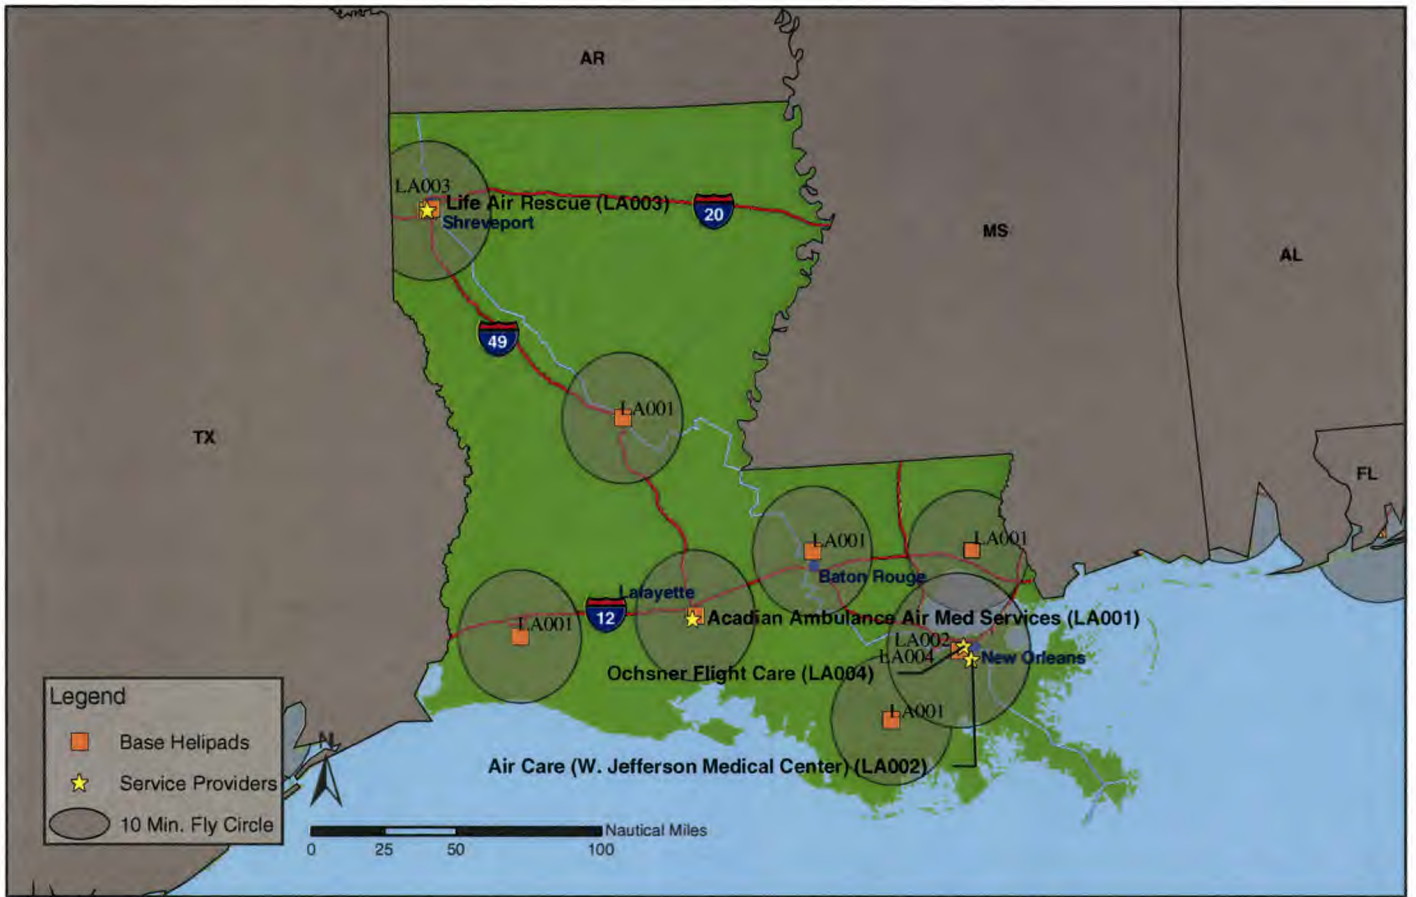 AR
LA003
Life Air Rescue (LA003)
20
Shreveport
MS
AL
49
LA001
TX
FL
LA001
LA001
Baton Rouge
Lafayette
12
Acadian Ambulance Air Med Services (LA001)
LA001
LA002
LA004
New Orleans
Ochsner Flight Care (LA004)
LA001
Air Care (W. Jefferson Medical Center) (LA002)
Legend
Base Helipads
Service Providers
10 Min. Fly Circle
N
Nautical Miles
0 25 50 100